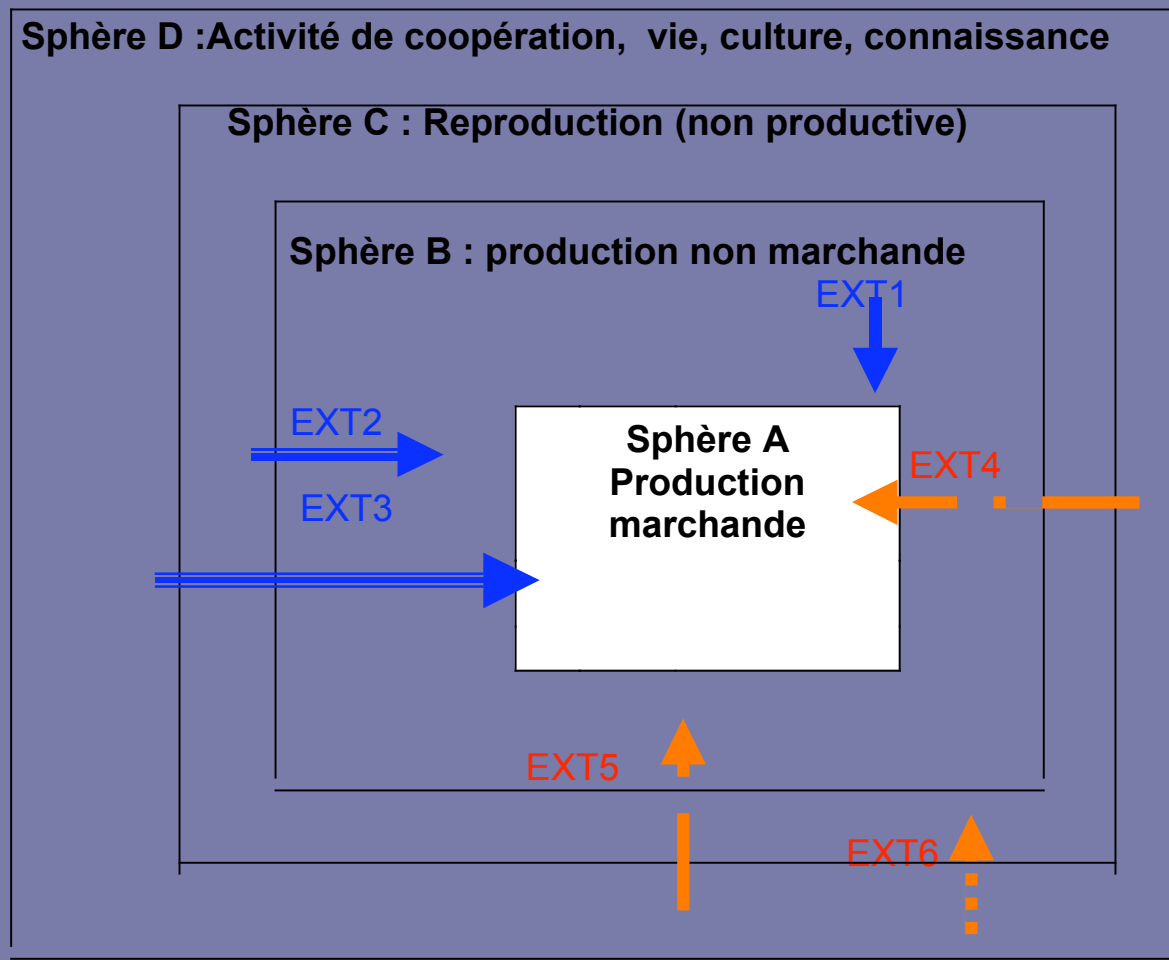 Sphère D :Activité de coopération, vie, culture, connaissance
Sphère C : Reproduction (non productive)
Sphère B : production non marchande
EXT1
EXT2
Sphère A
Production
marchande
EXT4
EXT3
EXT5
EXT6